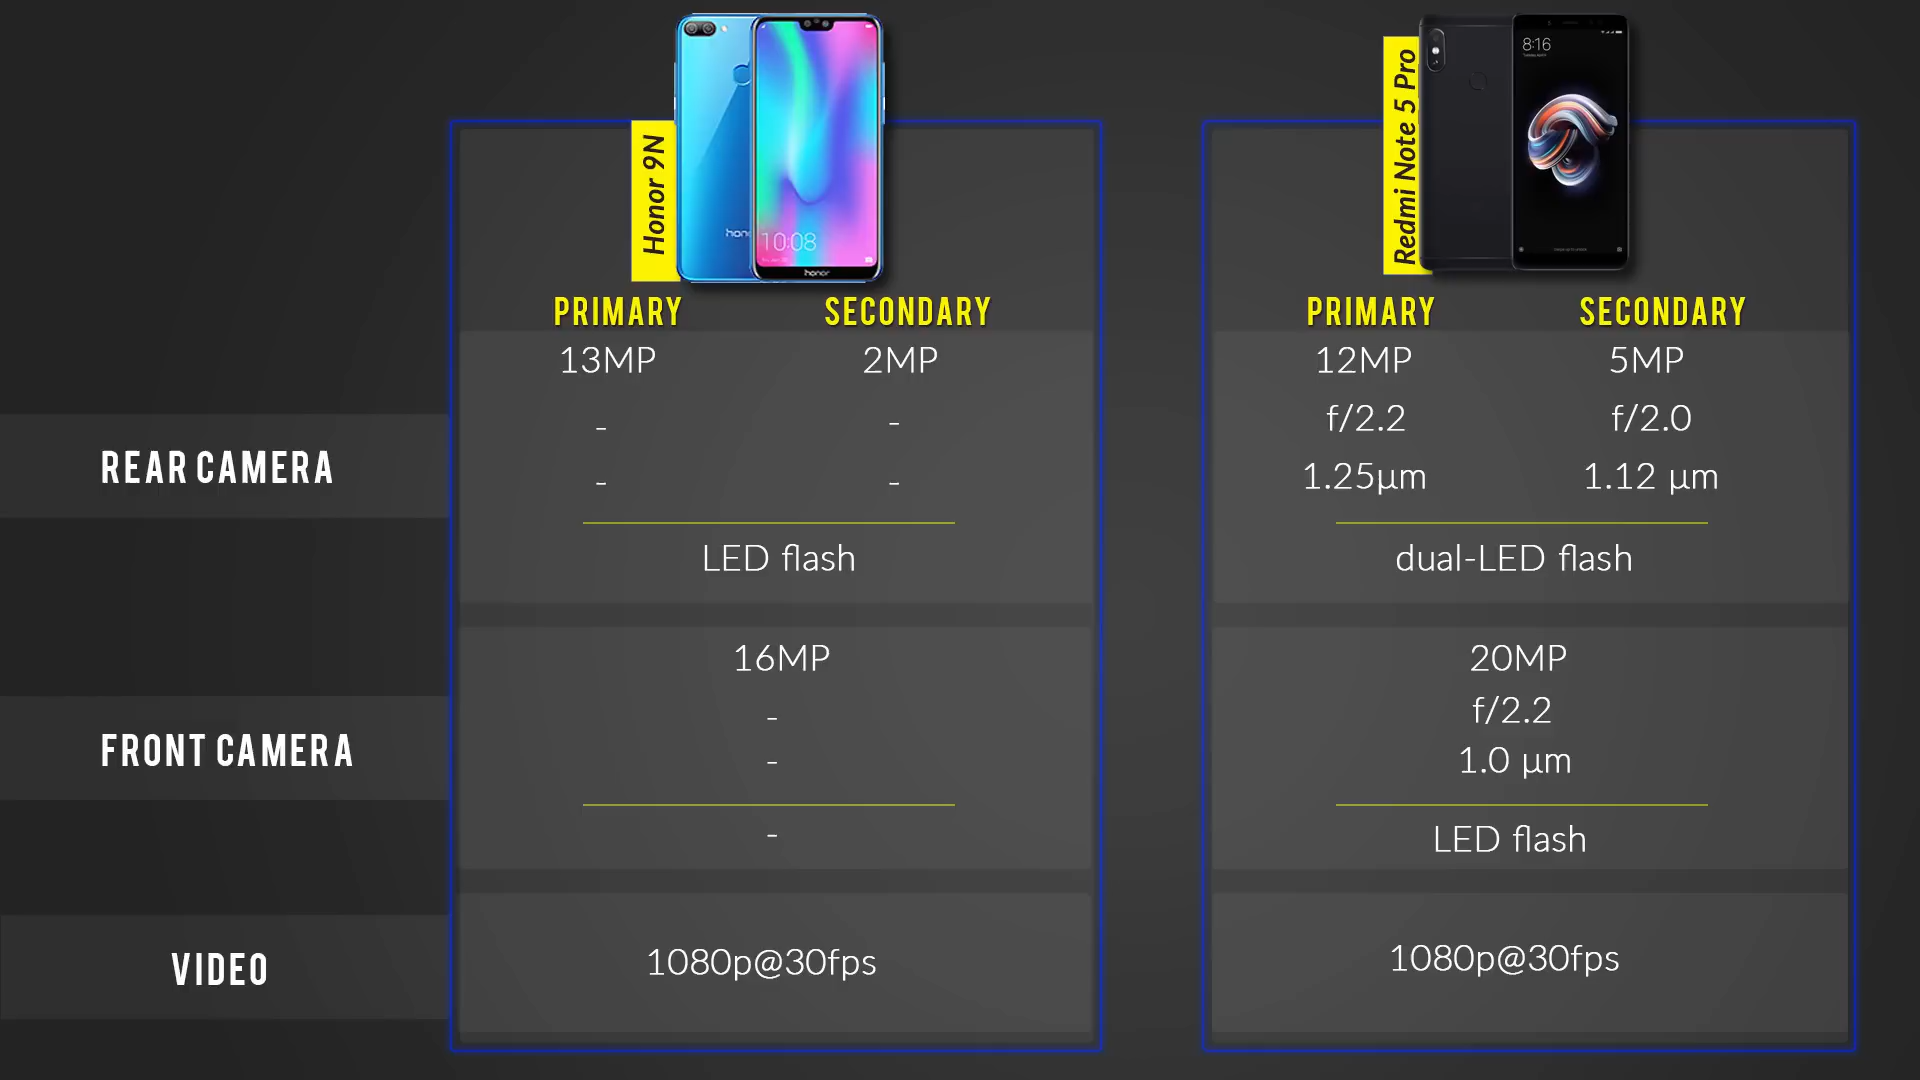 Honor 9N
hono
10:08
honor
Redmi Note 5 Pro
8:16
PRIMARY SECONDARY
PRIMARY SECONDARY
13MP 2MP
12MP 5MP
- -
f/2.2 f/2.0
REAR CAMERA
- -
1.25µm 1.12 µm
LED flash
dual-LED flash
16MP
20MP
-
f/2.2
FRONT CAMERA
-
1.0 µm
-
LED flash
VIDEO
1080p@30fps
1080p@30fps